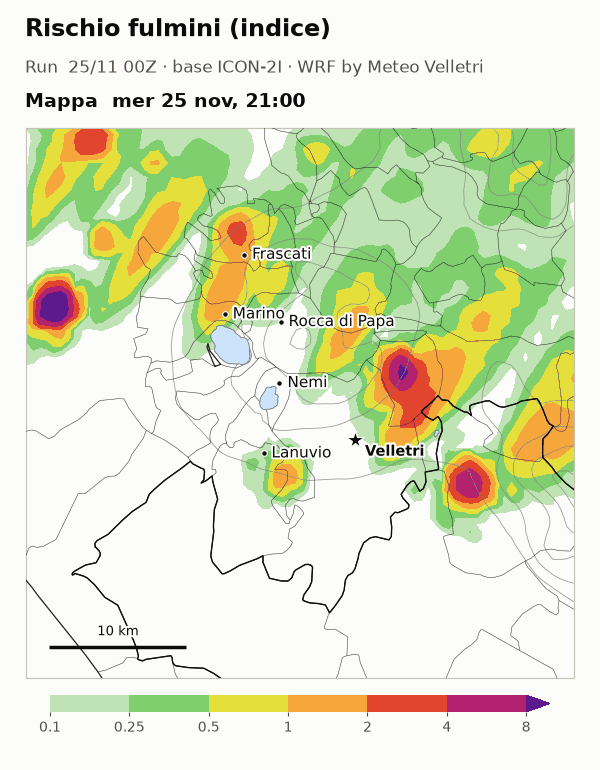 Rischio fulmini (indice)
Run  25/11 00Z · base ICON-2I · WRF by Meteo Velletri
Mappa  mer 25 nov, 21:00
Frascati
Marino
Rocca di Papa
Nemi
Velletri
Lanuvio
10 km
0.1 0.25 0.5 1 2 4 8